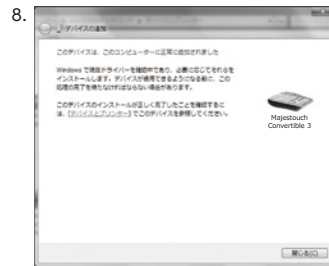 8.
デバイスの追加
このデバイスは、このコンピューターに正常に追加されました
Windows で現在ドライバーを確認中であり、必要に応じてそれらを
インストールします。デバイスが使用できるようになる前に、この
処理の完了を待たなければならない場合があります。
このデバイスのインストールが正しく完了したことを確認するに
は、[デバイスとプリンター] でこのデバイスを参照してください。
Majestouch
Convertible 3
閉じる(C)